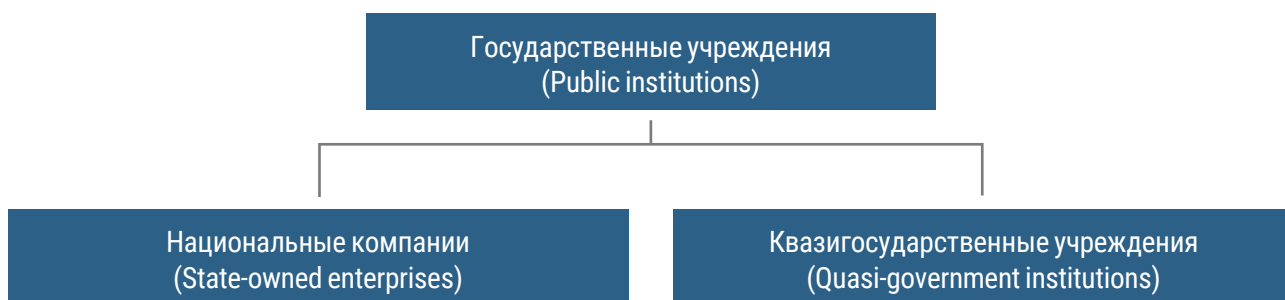 Государственные учреждения
(Public institutions)
Национальные компании
(State-owned enterprises)
Квазигосударственные учреждения
(Quasi-government institutions)